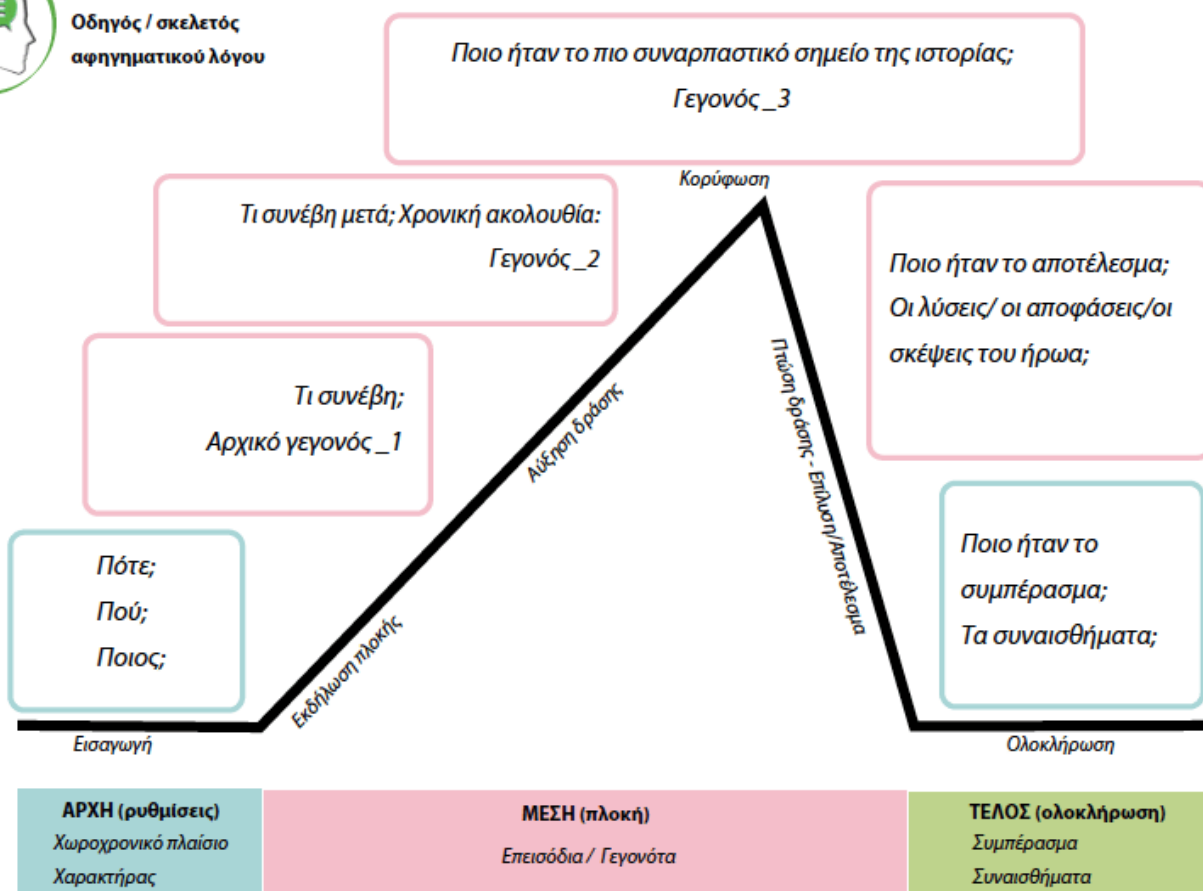 Οδηγός / σκελετός
αφηγηματικού λόγου
Ποιο ήταν το πιο συναρπαστικό σημείο της ιστορίας;
Γεγονός _3
Κορύφωση
Τι συνέβη μετά; Χρονική ακολουθία:
Γεγονός _2
Ποιο ήταν το αποτέλεσμα;
Οι λύσεις/ οι αποφάσεις/οι
σκέψεις του ήρωα;
Τι συνέβη;
Αρχικό γεγονός _1
Αύξηση δράσης
Πτώση δράσης - Επίλυση/Αποτέλεσμα
Πότε;
Πού;
Ποιος;
Εκδήλωση πλοκής
Ποιο ήταν το
συμπέρασμα;
Τα συναισθήματα;
Εισαγωγή
Ολοκλήρωση
ΑΡΧΗ (ρυθμίσεις)
Χωροχρονικό πλαίσιο
Χαρακτήρας
ΜΕΣΗ (πλοκή)
Επεισόδια / Γεγονότα
ΤΕΛΟΣ (ολοκλήρωση)
Συμπέρασμα
Συναισθήματα